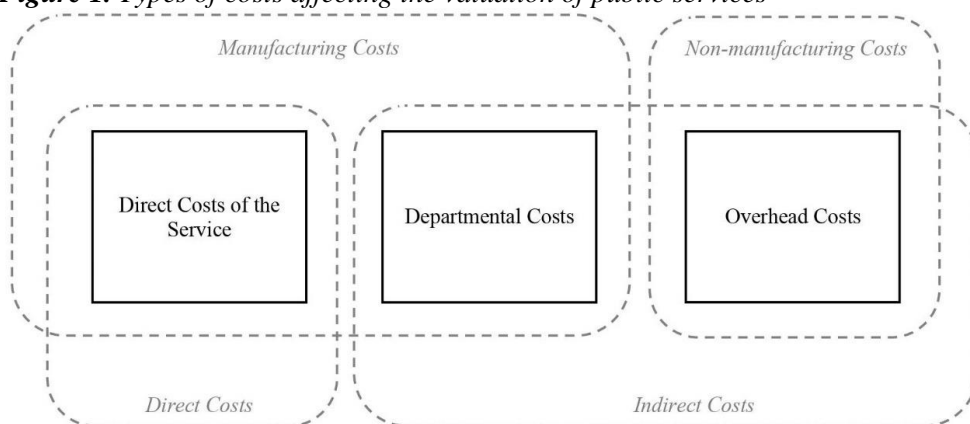 Figure 1. Types of costs affecting the valuation of public services
Manufacturing Costs
Non-manufacturing Costs
Direct Costs of the
Service
Departmental Costs
Overhead Costs
Direct Costs
Indirect Costs